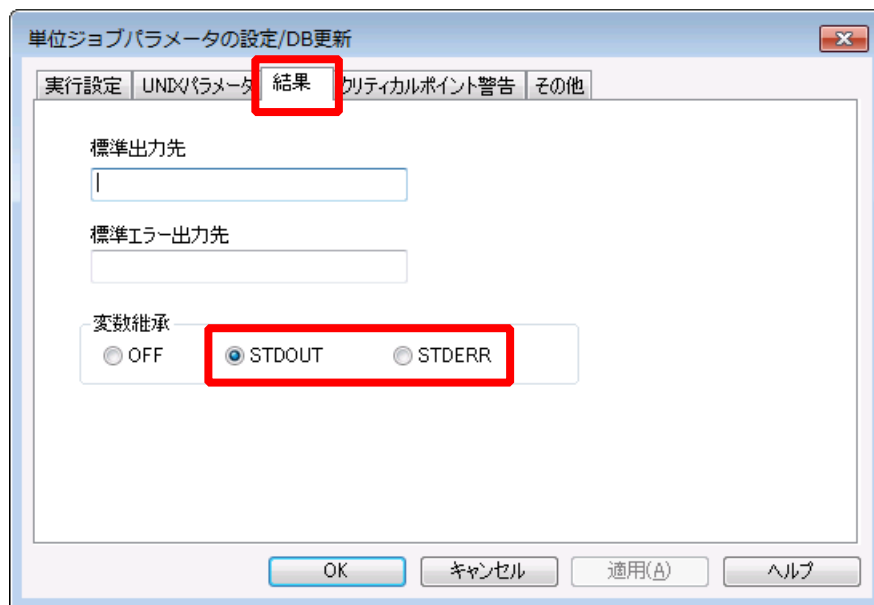 単位ジョブパラメータの設定/DB更新
実行設定 UNIXパラメータ 結果 クリティカルポイント警告 その他
標準出力先
標準エラー出力先
変数継承
OFF STDOUT STDERR
OK キャンセル 適用(A) ヘルプ